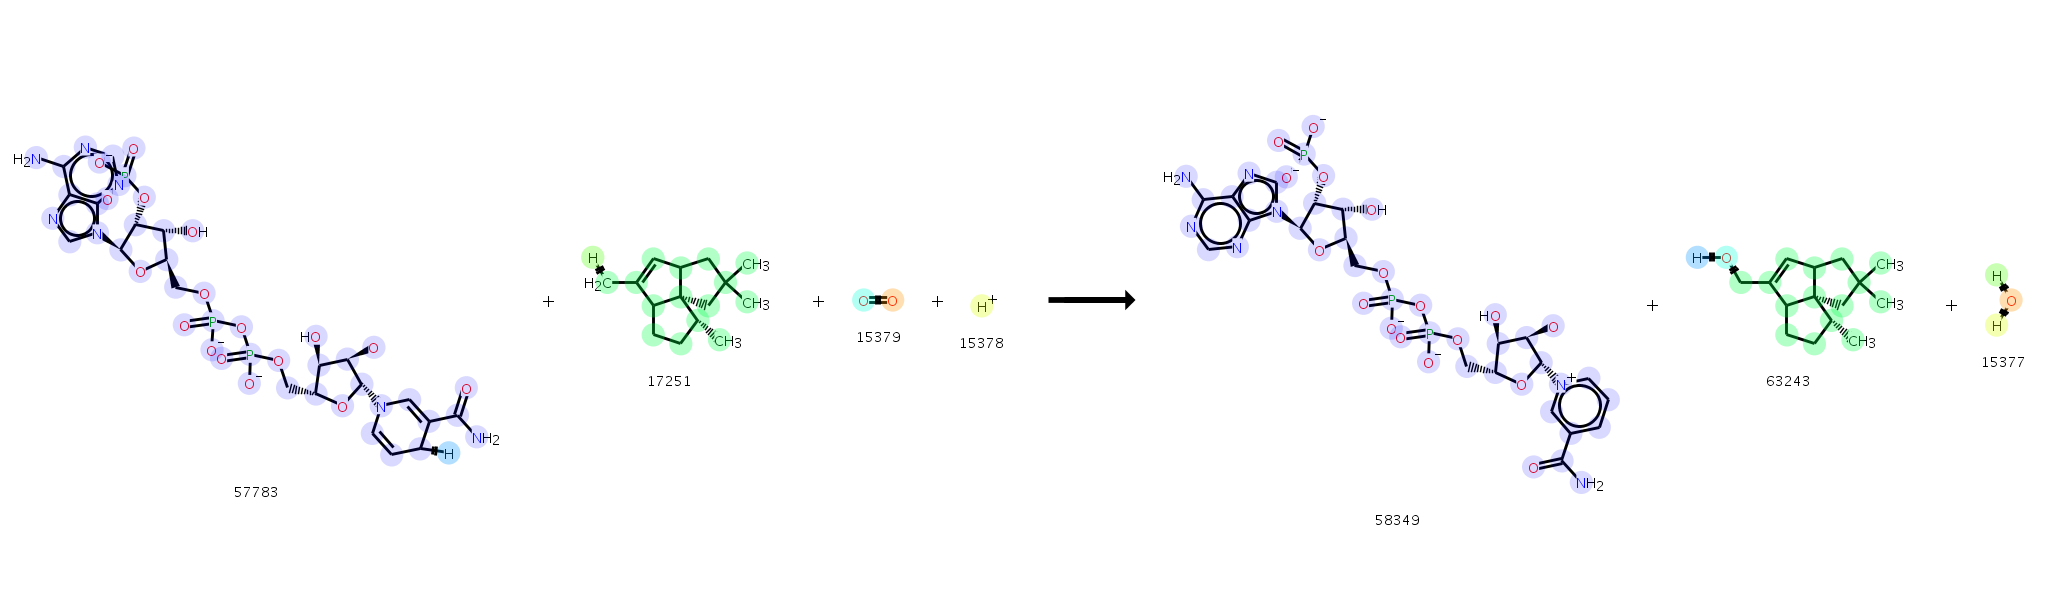 H2N N N N N O O− P O O− O OH O O P O O− O P O O− O HO O O N O NH2 H
57783
+
H H2C CH3 CH3 CH3
17251
+
O O
15379
+
H+
15378
H2N N N N N O− P O O− O OH O O P O O− O P O O− O HO O O N+ O NH2
58349
+
H O CH3 CH3 CH3
63243
+
H O H
15377